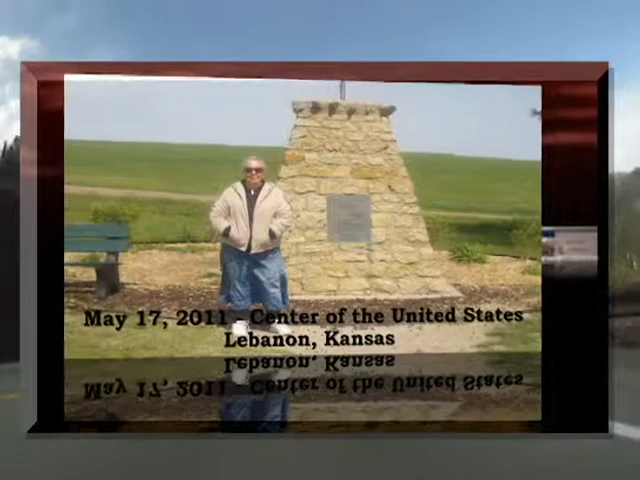 May 17, 2011 - Center of the United States
Lebanon, Kansas